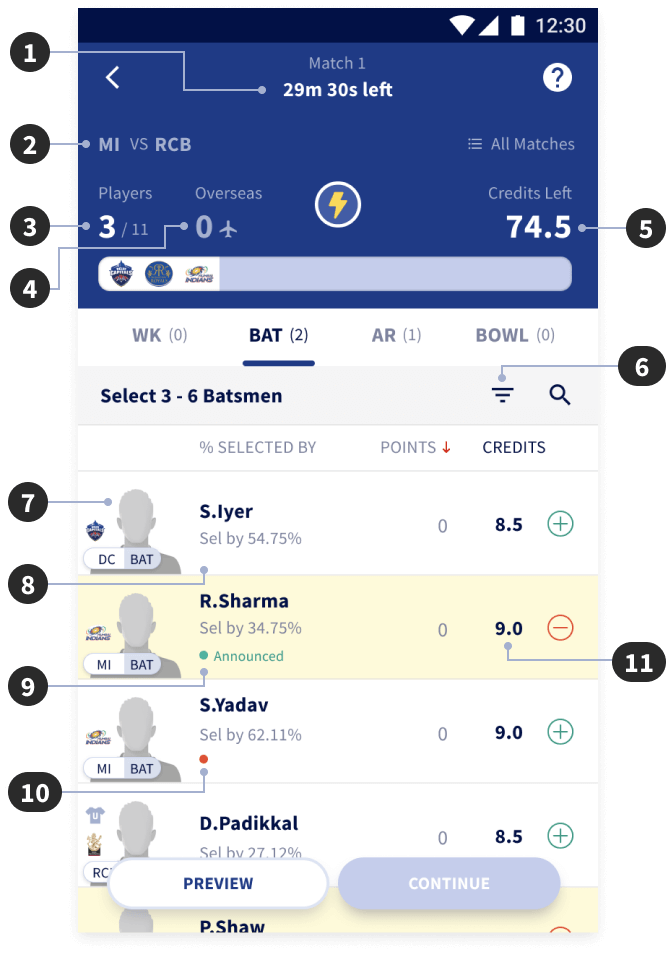 12:30
1
Match 1
29m 30s left
?
2
MI VS RCB
All Matches
Players
Overseas
Credits Left
3
3 / 11
0
74.5
5
4
INDIANS
WK (0)
BAT (2)
AR (1)
BOWL (0)
6
Select 3 - 6 Batsmen
% SELECTED BY
POINTS ↓
CREDITS
7
S.Iyer
Sel by 54.75%
0
8.5
DC BAT
8
R.Sharma
Sel by 34.75%
0
9.0
INDIANS
Announced
MI BAT
11
9
S.Yadav
Sel by 62.11%
0
9.0
INDIANS
MI BAT
10
U
D.Padikkal
Sel by 27.12%
0
8.5
RC
PREVIEW
CONTINUE
P.Shaw